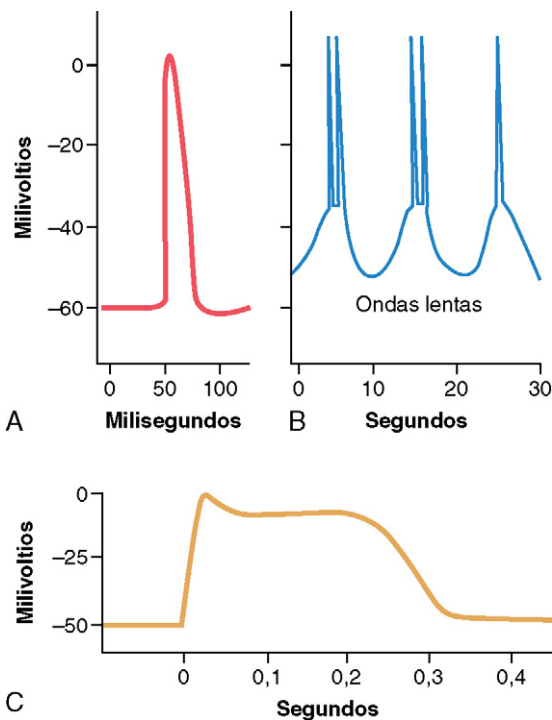 Milivoltios
0
–20
–40
–60
0 50 100
Milisegundos
A
Ondas lentas
0 10 20 30
Segundos
B
Milivoltios
0
–25
–50
0 0,1 0,2 0,3 0,4
Segundos
C